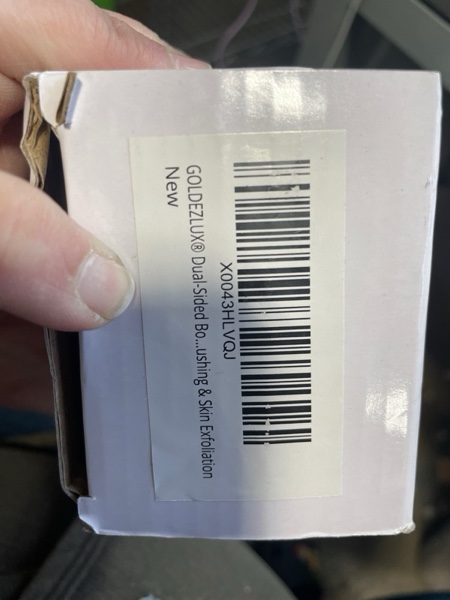 X0043HLVQJ
GOLDEZLUX® Dual-Sided Bo...ushing & Skin Exfoliation
New